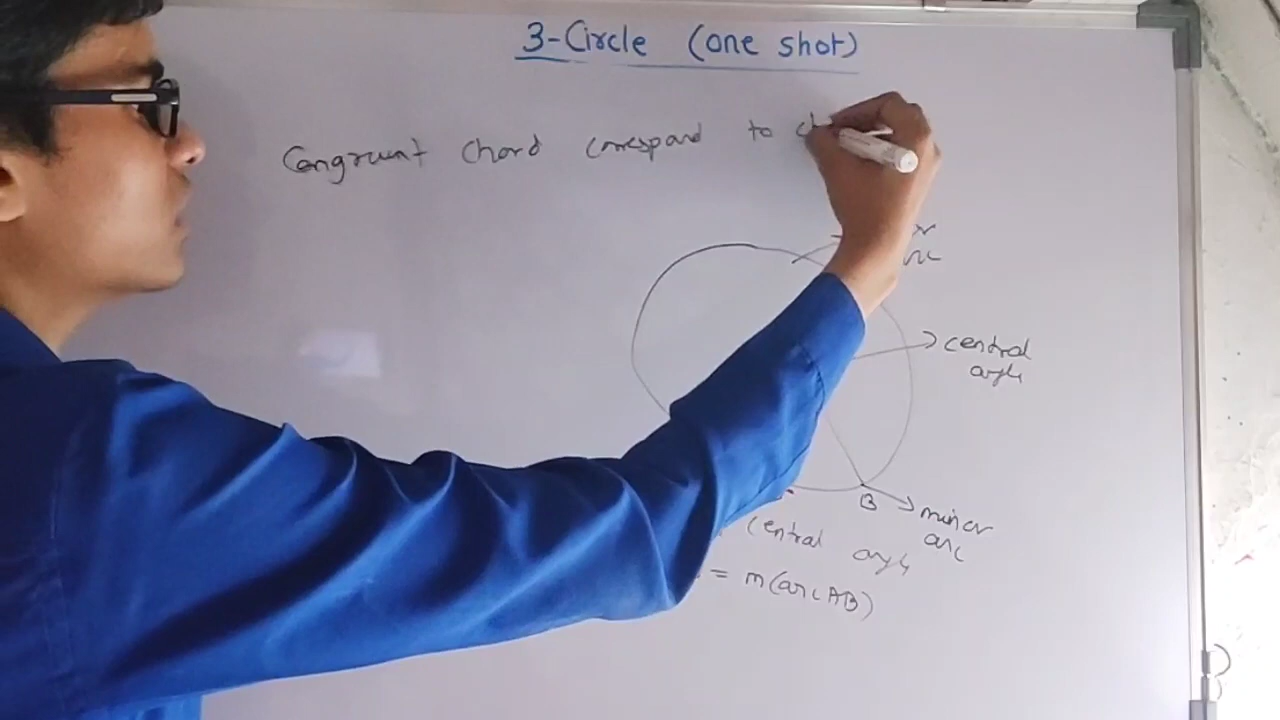 3-Circle (one shot)
Congruent chord correspond to
central
angle
B
minor
arc
central angle
= m(arc AB)